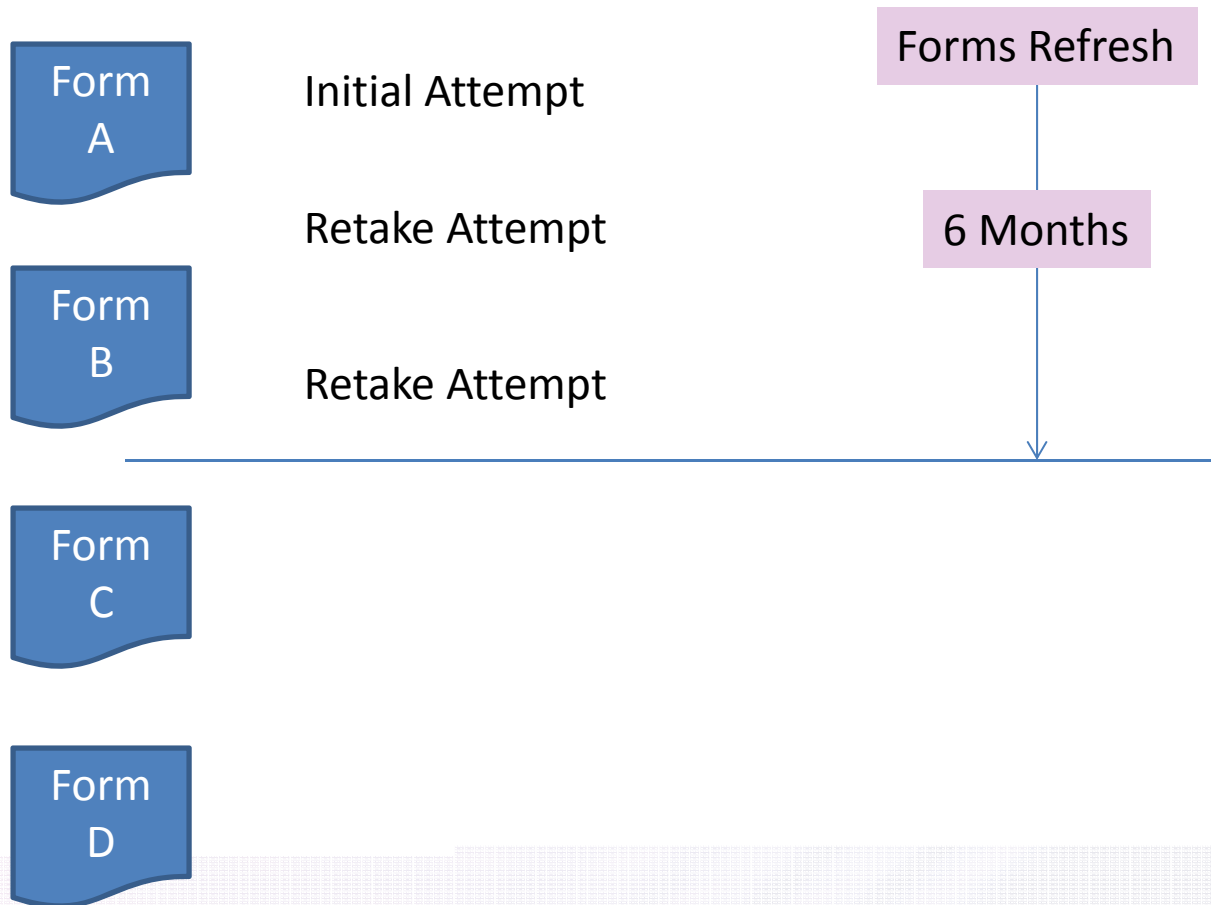 Form
A
Initial Attempt
Forms Refresh
Retake Attempt
6 Months
Form
B
Retake Attempt
Form
C
Form
D